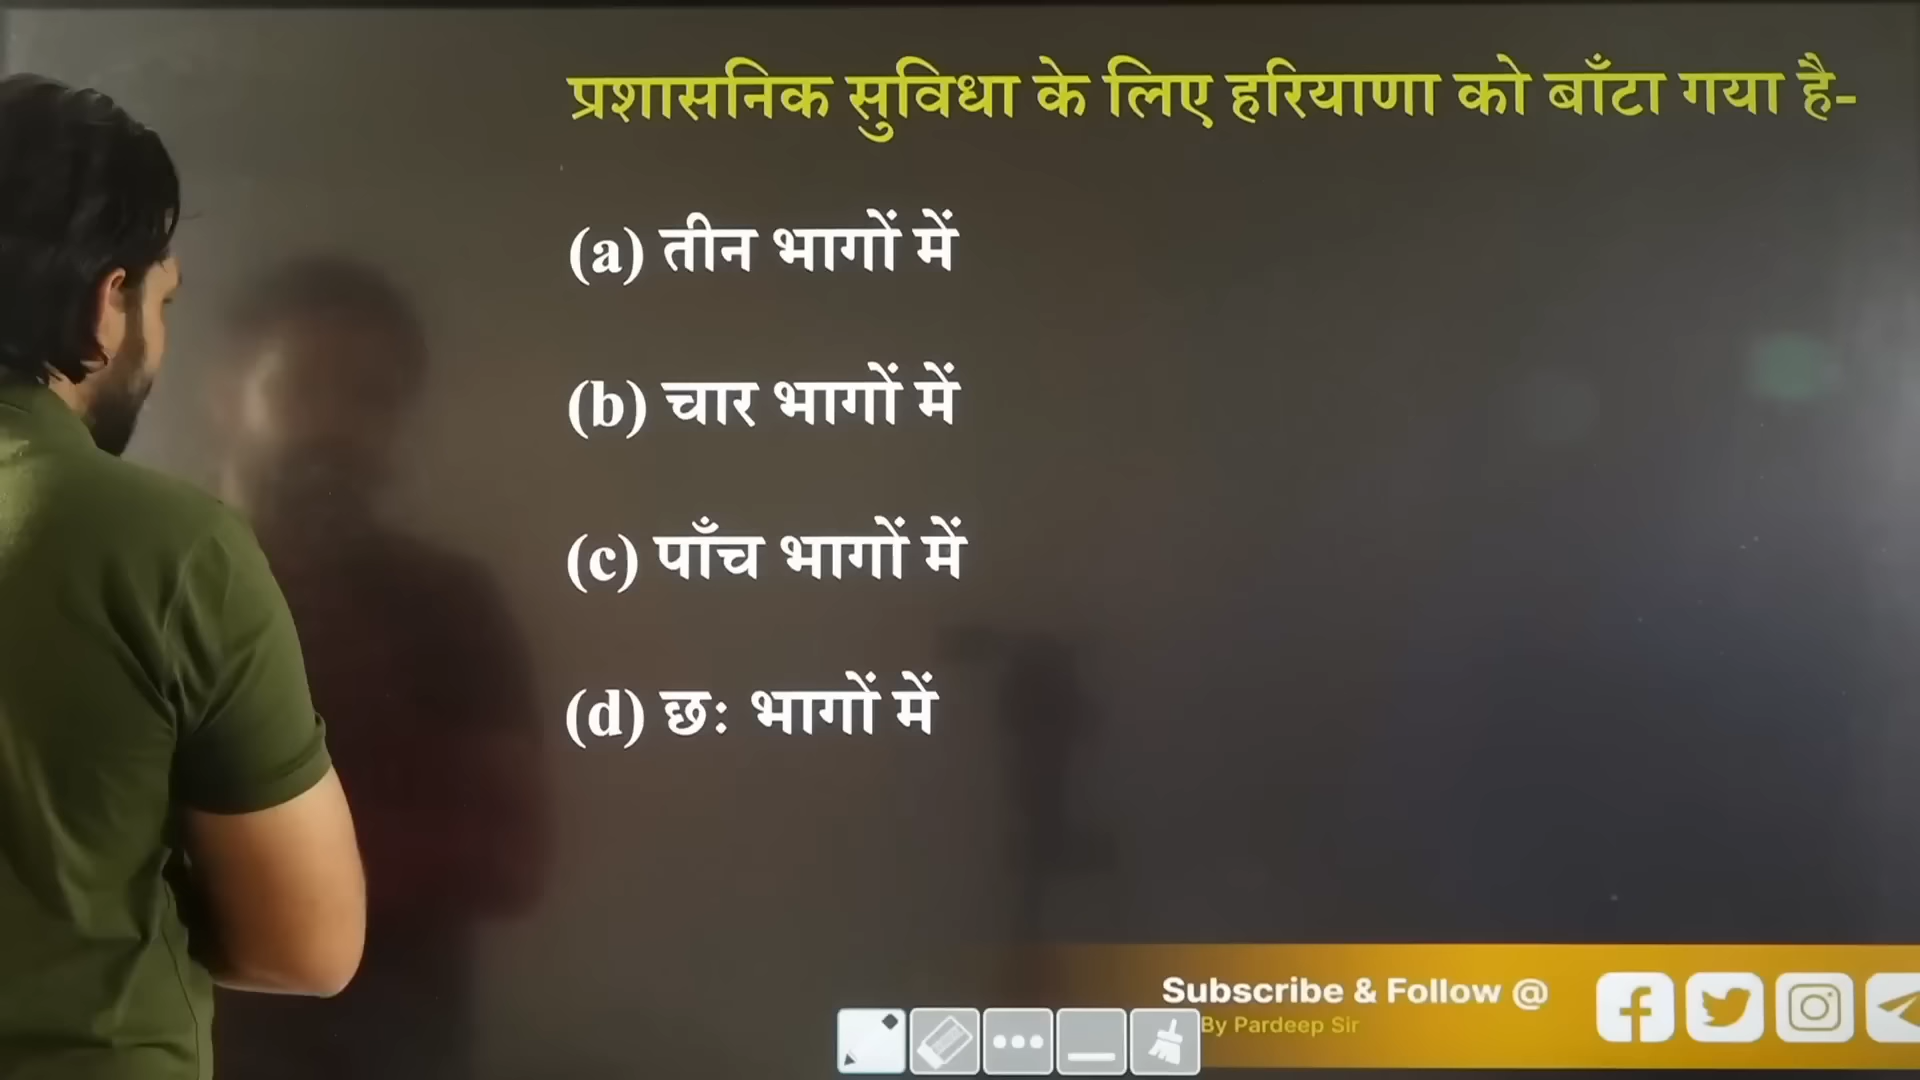 प्रशासनिक सुविधा के लिए हरियाणा को बाँटा गया है-
(a) तीन भागों में
(b) चार भागों में
(c) पाँच भागों में
(d) छः भागों में
Subscribe & Follow @
By Pardeep Sir